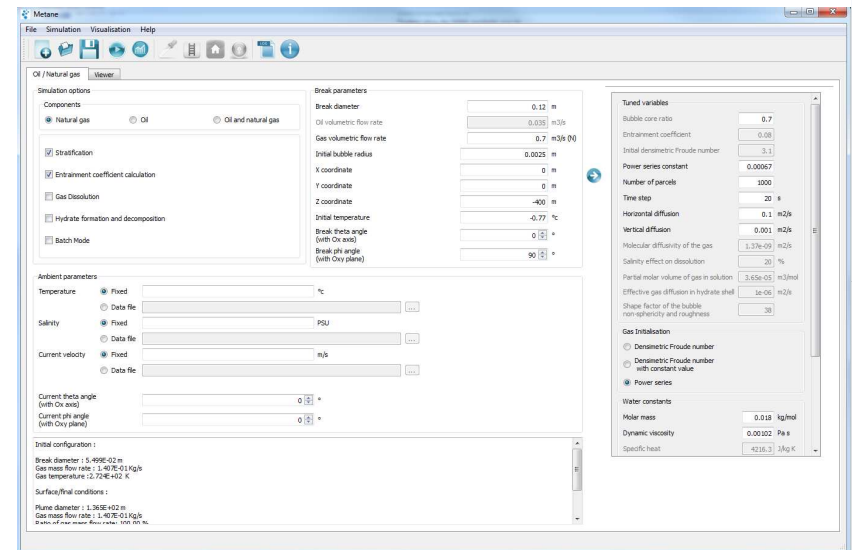 Metane
File Simulation Visualisation Help
Oil / Natural gas Viewer
Simulation options
Components
Natural gas Oil Oil and natural gas
Stratification
Entrainment coefficient calculation
Gas Dissolution
Hydrate formation and decomposition
Batch Mode
Break parameters
Break diameter 0.12 m
Oil volumetric flow rate 0.035 m3/s
Gas volumetric flow rate 0.7 m3/s (N)
Initial bubble radius 0.0025 m
X coordinate 0 m
Y coordinate 0 m
Z coordinate -400 m
Initial temperature -0.77 °c
Break theta angle
(with Ox axis) 0 °
Break phi angle
(with Oxy plane) 90 °
Ambient parameters
Temperature Fixed °c
Data file ...
Salinity Fixed PSU
Data file ...
Current velocity Fixed m/s
Data file ...
Current theta angle
(with Ox axis) 0 °
Current phi angle
(with Oxy plane) 0 °
Initial configuration :
Break diameter : 5.499E-02 m
Gas mass flow rate : 1.407E-01 Kg/s
Gas temperature :2.724E+02 K
Surface/final conditions :
Plume diameter : 1.365E+02 m
Gas mass flow rate : 1.407E-01 Kg/s
Ratio of gas mass flow rate: 100.00 %
Tuned variables
Bubble core ratio 0.7
Entrainment coefficient 0.08
Initial densimetric Froude number 3.1
Power series constant 0.00067
Number of parcels 1000
Time step 20 s
Horizontal diffusion 0.1 m2/s
Vertical diffusion 0.001 m2/s
Molecular diffusivity of the gas 1.37e-09 m2/s
Salinity effect on dissolution 20 %
Partial molar volume of gas in solution 3.65e-05 m3/mol
Effective gas diffusion in hydrate shell 1e-06 m2/s
Shape factor of the bubble
non-sphericity and roughness 38
Gas Initialisation
Densimetric Froude number
Densimetric Froude number
with constant value
Power series
Water constants
Molar mass 0.018 kg/mol
Dynamic viscosity 0.00102 Pa s
Specific heat 4216.3 J/kg K